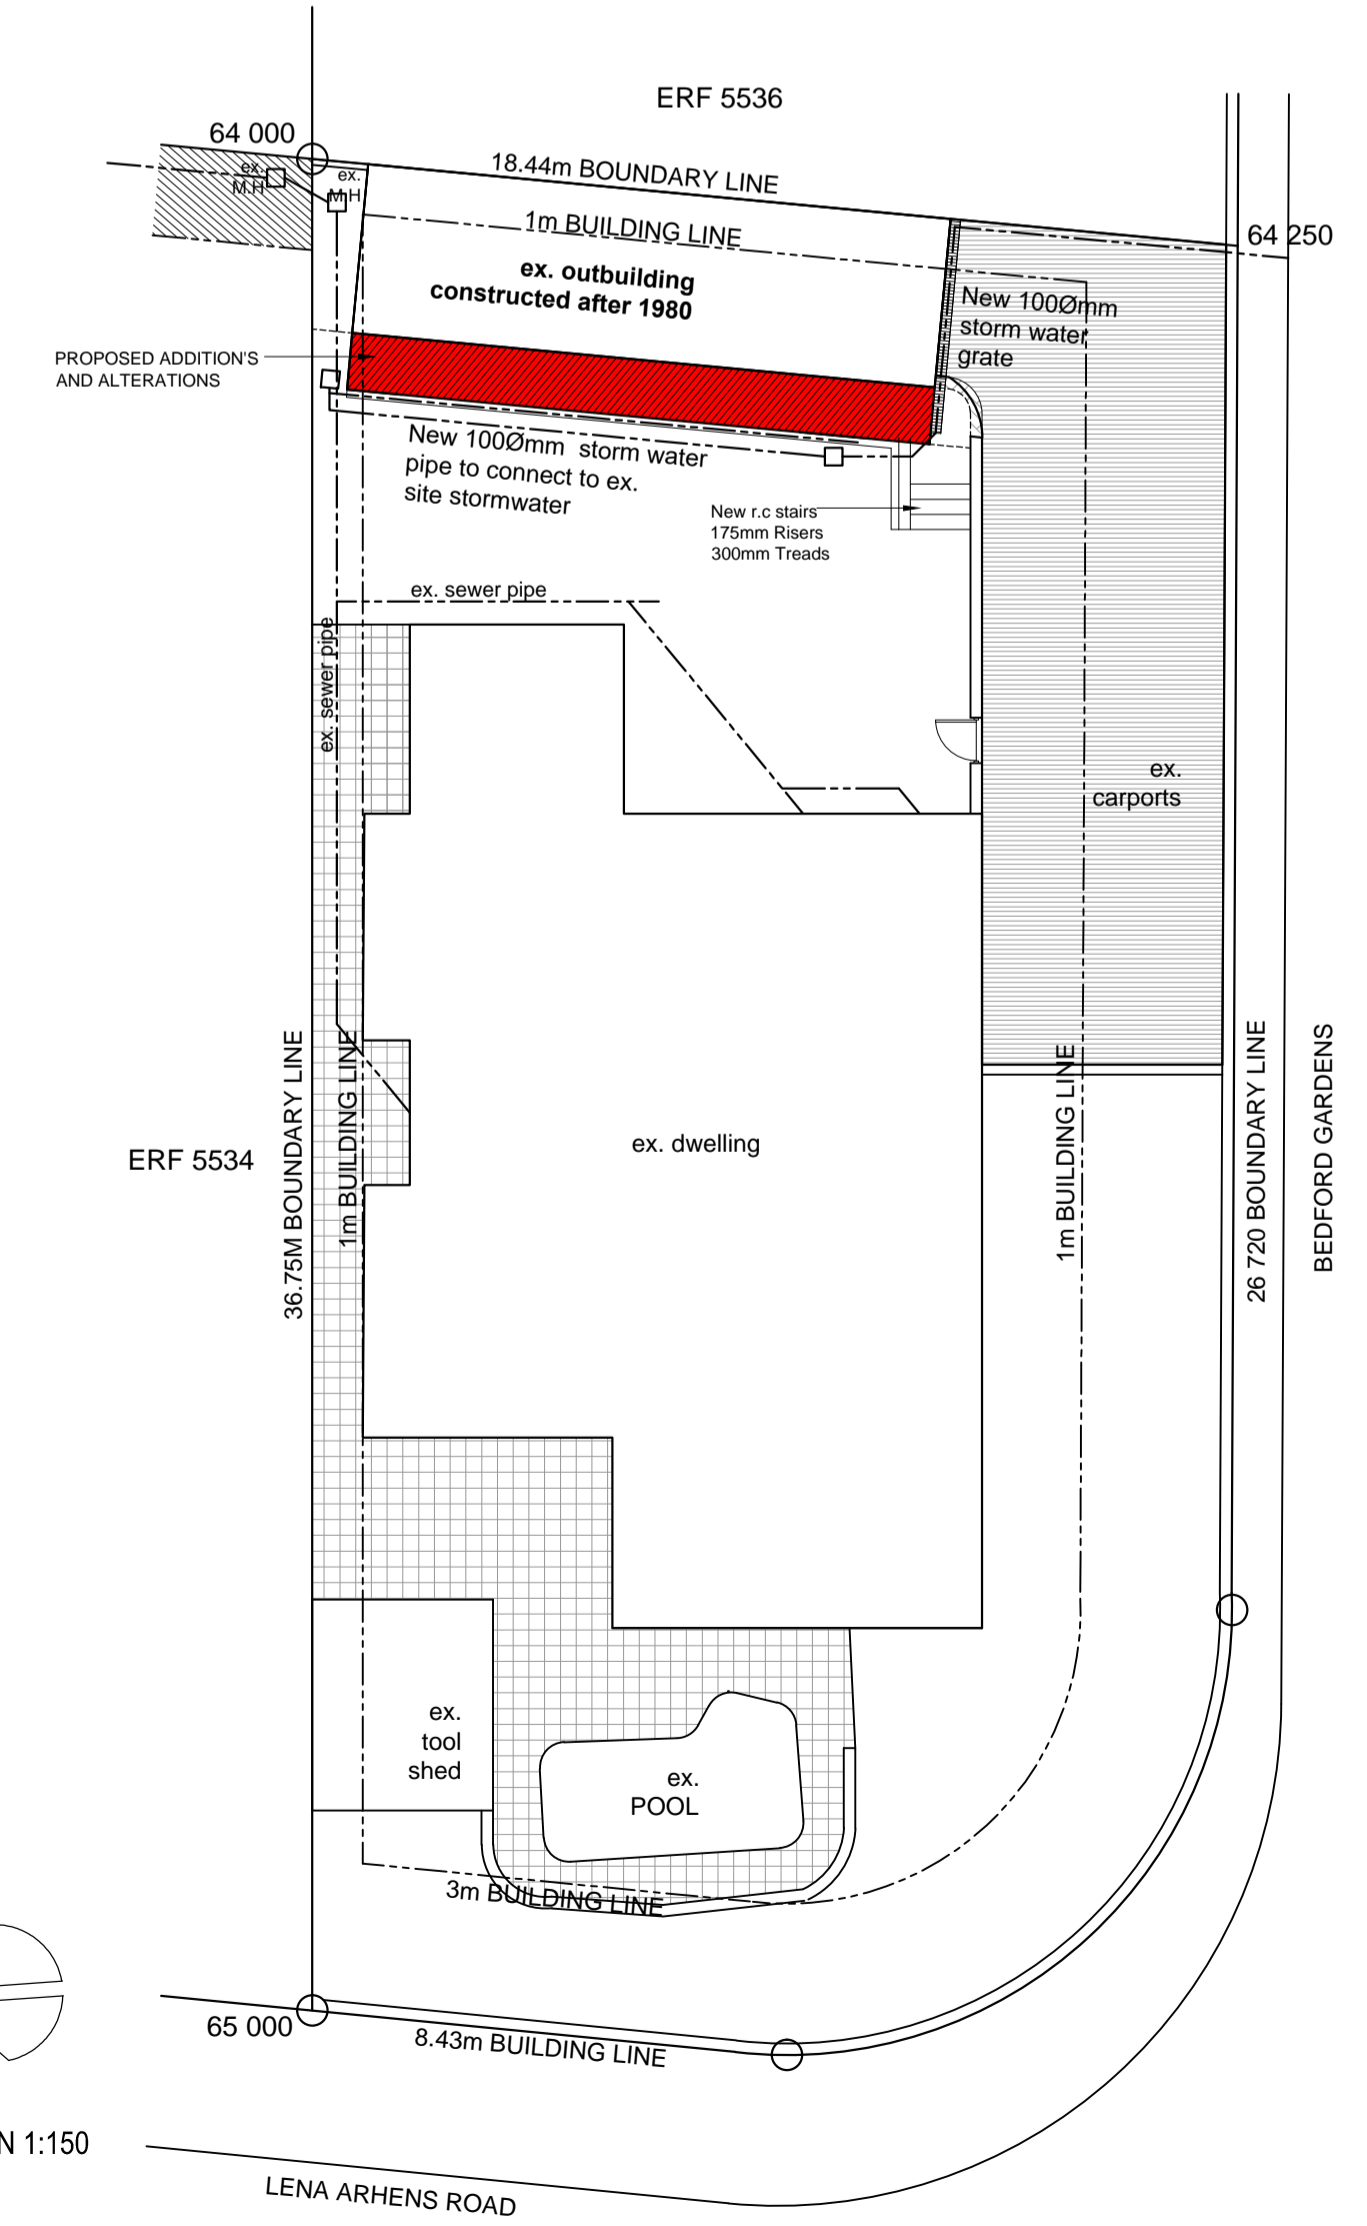 ERF 5536
64 000
ex.
M.H
ex.
M.H
18.44m BOUNDARY LINE
1m BUILDING LINE
64 250
ex. outbuilding
constructed after 1980
New 100Ømm
storm water
grate
PROPOSED ADDITION'S
AND ALTERATIONS
New 100Ømm storm water
pipe to connect to ex.
site stormwater
New r.c stairs
175mm Risers
300mm Treads
ex. sewer pipe
ex. sewer pipe
ex.
carports
36.75M BOUNDARY LINE
1m BUILDING LINE
1m BUILDING LINE
26 720 BOUNDARY LINE
BEDFORD GARDENS
ERF 5534
ex. dwelling
ex.
tool
shed
ex.
POOL
3m BUILDING LINE
65 000
8.43m BUILDING LINE
N 1:150
LENA ARHENS ROAD